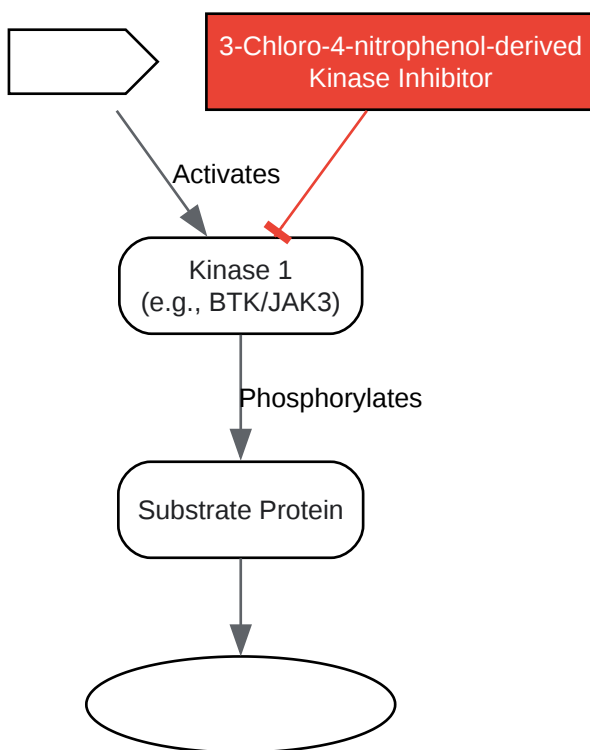 3-Chloro-4-nitrophenol-derived
Kinase Inhibitor
Activates
Kinase 1
(e.g., BTK/JAK3)
Phosphorylates
Substrate Protein